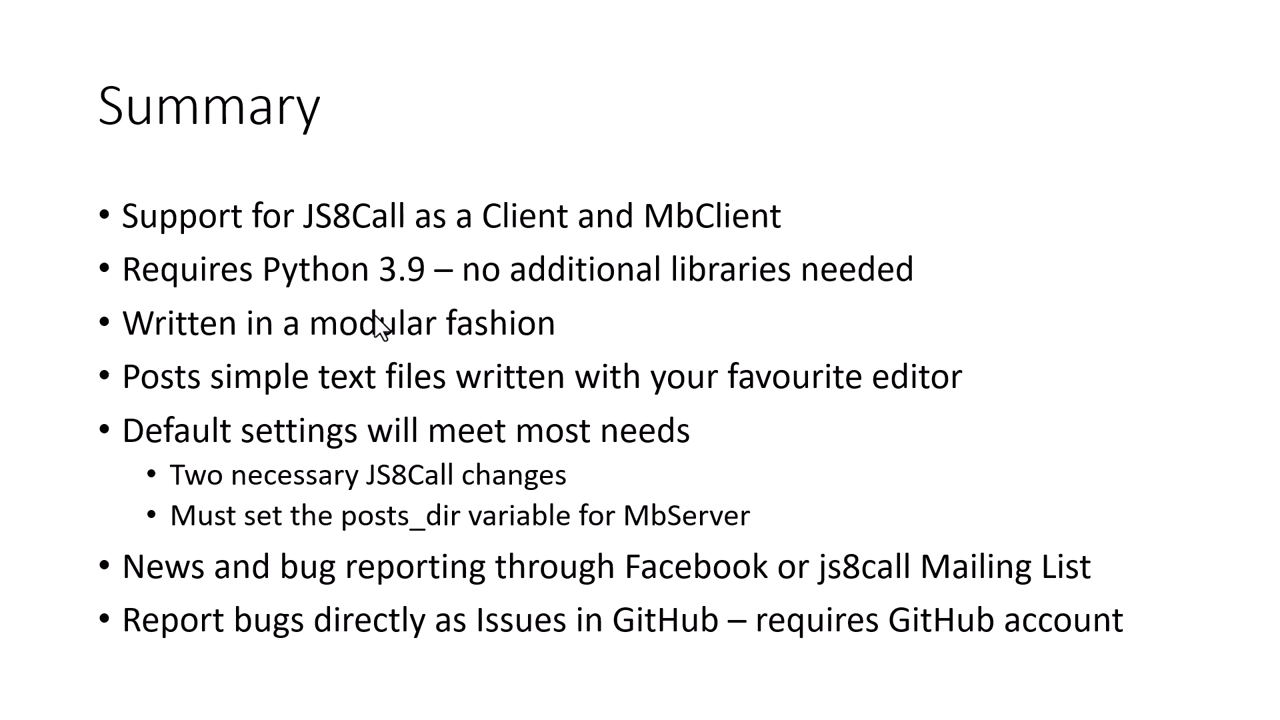 Summary
• Support for JS8Call as a Client and MbClient
• Requires Python 3.9 – no additional libraries needed
• Written in a modular fashion
• Posts simple text files written with your favourite editor
• Default settings will meet most needs
• Two necessary JS8Call changes
• Must set the posts_dir variable for MbServer
• News and bug reporting through Facebook or js8call Mailing List
• Report bugs directly as Issues in GitHub – requires GitHub account